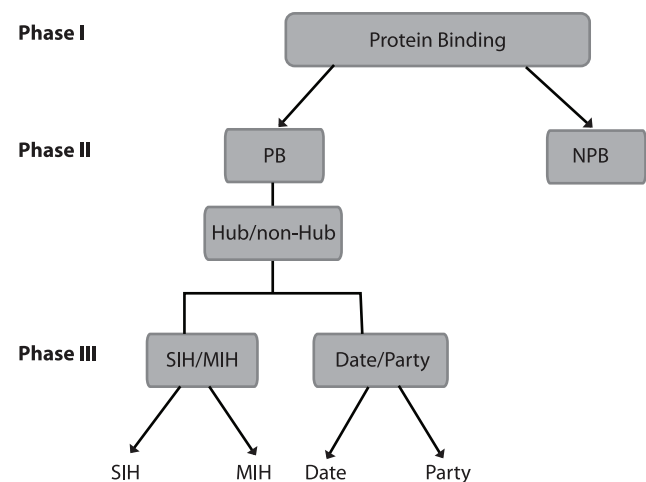 Phase I
Protein Binding
Phase II
PB
NPB
Hub/non-Hub
Phase III
SIH/MIH
Date/Party
SIH
MIH
Date
Party